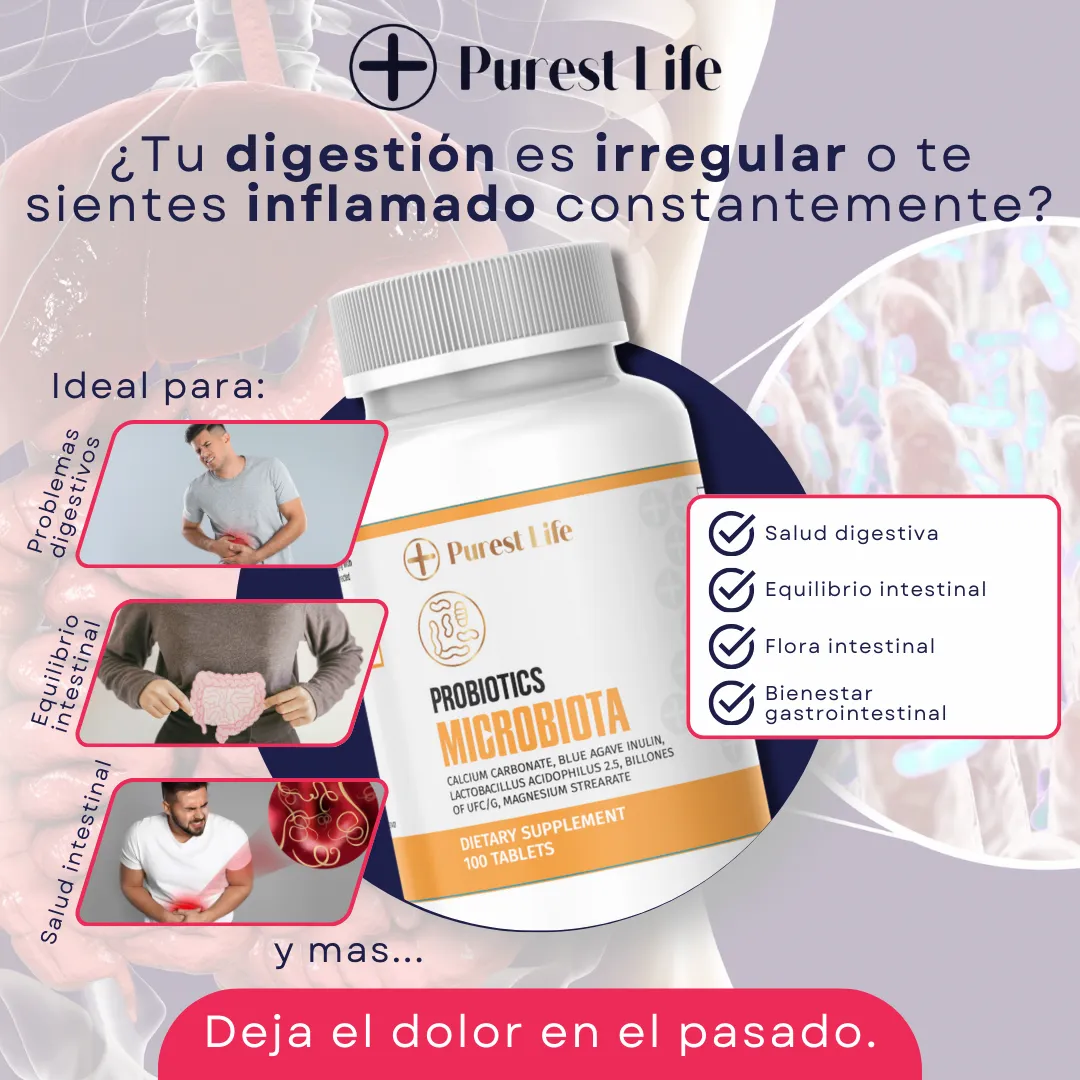 Purest Life
¿Tu digestión es irregular o te
sientes inflamado constantemente?
Ideal para:
Problemas
digestivos
Equilibrio
intestinal
Salud intestinal
y mas...
Purest Life
PROBIOTICS
MICROBIOTA
CALCIUM CARBONATE, BLUE AGAVE INULIN,
LACTOBACILLUS ACIDOPHILUS 2.5, BILLONES
OF UFC/G, MAGNESIUM STREARATE
DIETARY SUPPLEMENT
100 TABLETS
Salud digestiva
Equilibrio intestinal
Flora intestinal
Bienestar
gastrointestinal
Deja el dolor en el pasado.